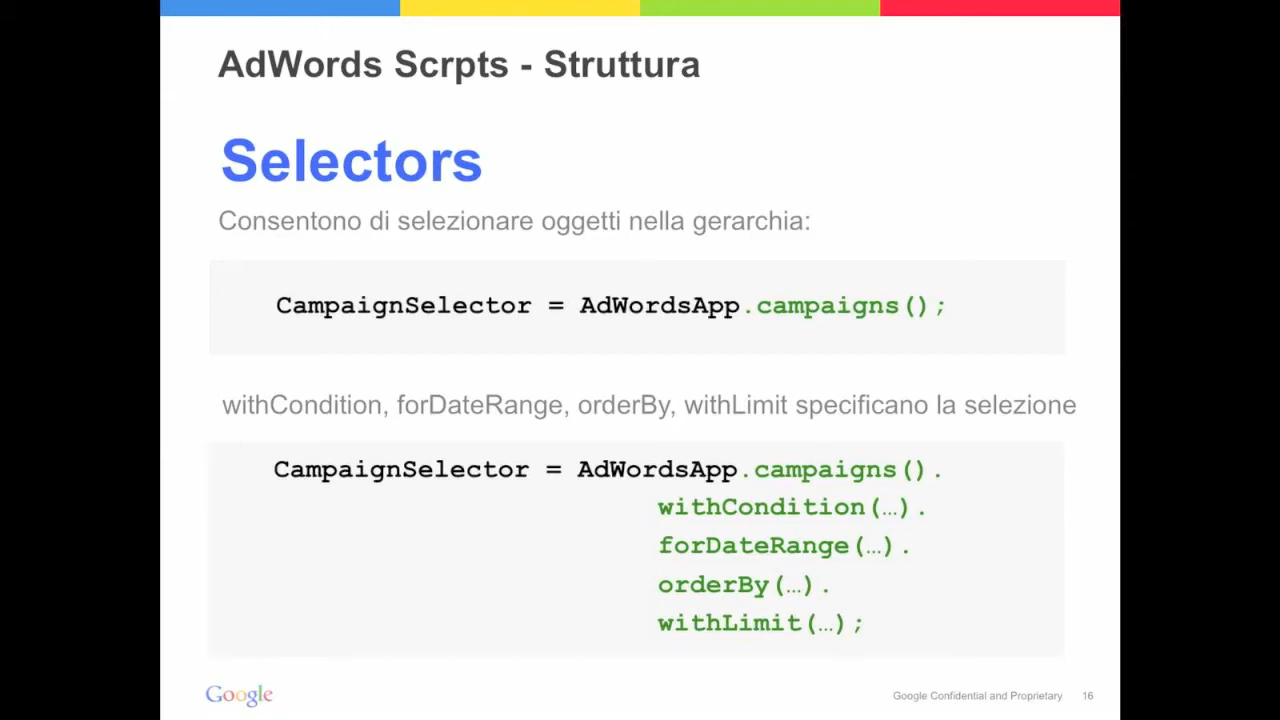 AdWords Scrpts - Struttura
Selectors
Consentono di selezionare oggetti nella gerarchia:
CampaignSelector = AdWordsApp.campaigns();
withCondition, forDateRange, orderBy, withLimit specificano la selezione
CampaignSelector = AdWordsApp.campaigns().
withCondition(…).
forDateRange(…).
orderBy(…).
withLimit(…);
Google
Google Confidential and Proprietary 16